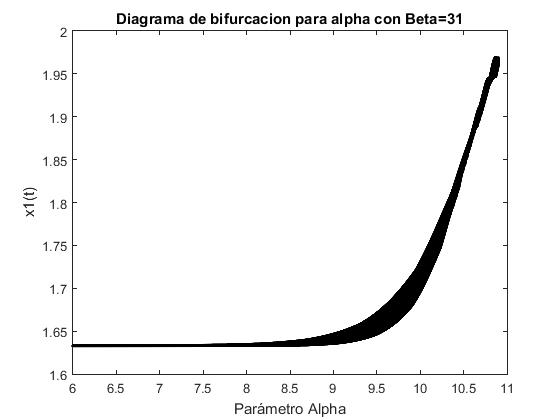 Diagrama de bifurcacion para alpha con Beta=31
2
1.95
1.9
1.85
1.8
1.75
1.7
1.65
1.6
x1(t)
6 6.5 7 7.5 8 8.5 9 9.5 10 10.5 11
Parámetro Alpha